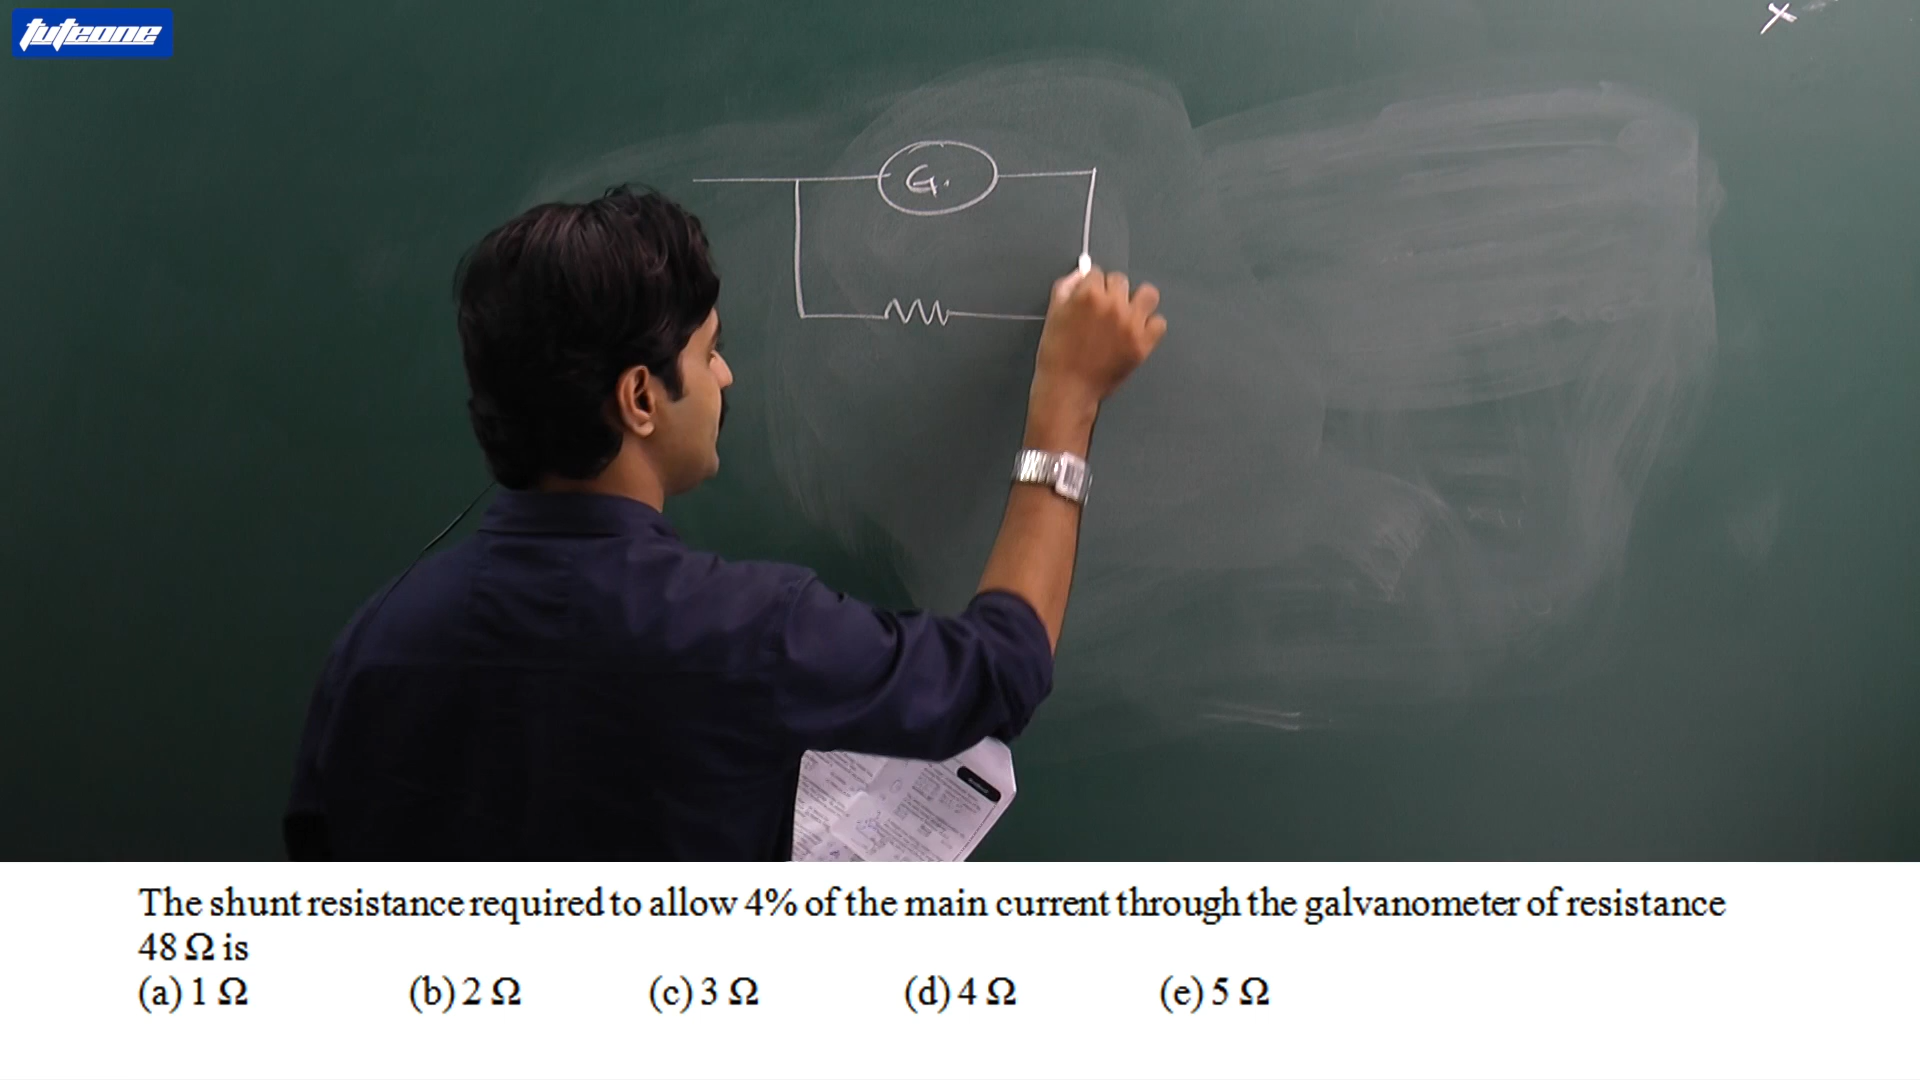 tuteone
G.
The shunt resistance required to allow 4% of the main current through the galvanometer of resistance
48 Ω is
(a) 1 Ω (b) 2 Ω (c) 3 Ω (d) 4 Ω (e) 5 Ω